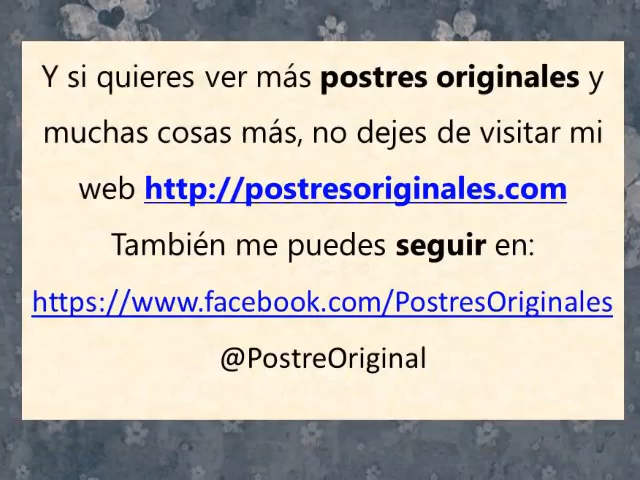 Y si quieres ver más postres originales y
muchas cosas más, no dejes de visitar mi
web http://postresoriginales.com
También me puedes seguir en:
https://www.facebook.com/PostresOriginales
@PostreOriginal